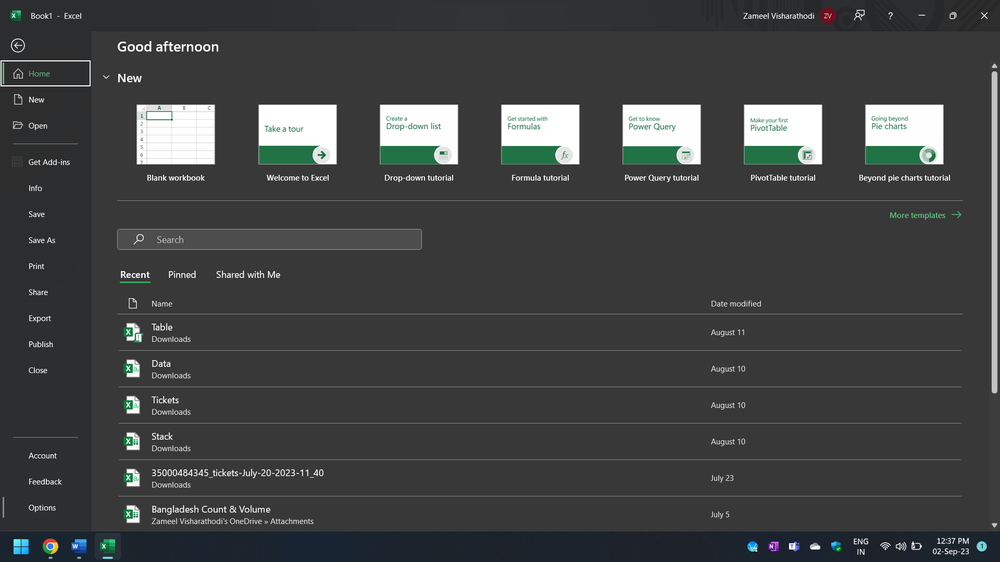 Book1 - Excel
Zameel Visharathodi
ZV
?
Good afternoon
Home
New
Open
Get Add-ins
Info
Save
Save As
Print
Share
Export
Publish
Close
Account
Feedback
Options
New
A B C
1
2
3
4
5
6
7
Blank workbook
Take a tour
Welcome to Excel
Create a
Drop-down list
Drop-down tutorial
Get started with
Formulas
fx
Formula tutorial
Get to know
Power Query
Power Query tutorial
Make your first
PivotTable
PivotTable tutorial
Going beyond
Pie charts
Beyond pie charts tutorial
More templates
Search
Recent Pinned Shared with Me
Name Date modified
Table
Downloads
August 11
Data
Downloads
August 10
Tickets
Downloads
August 10
Stack
Downloads
August 10
35000484345_tickets-July-20-2023-11_40
Downloads
July 23
Bangladesh Count & Volume
Zameel Visharathodi's OneDrive » Attachments
July 5
ENG
IN
12:37 PM
02-Sep-23
1